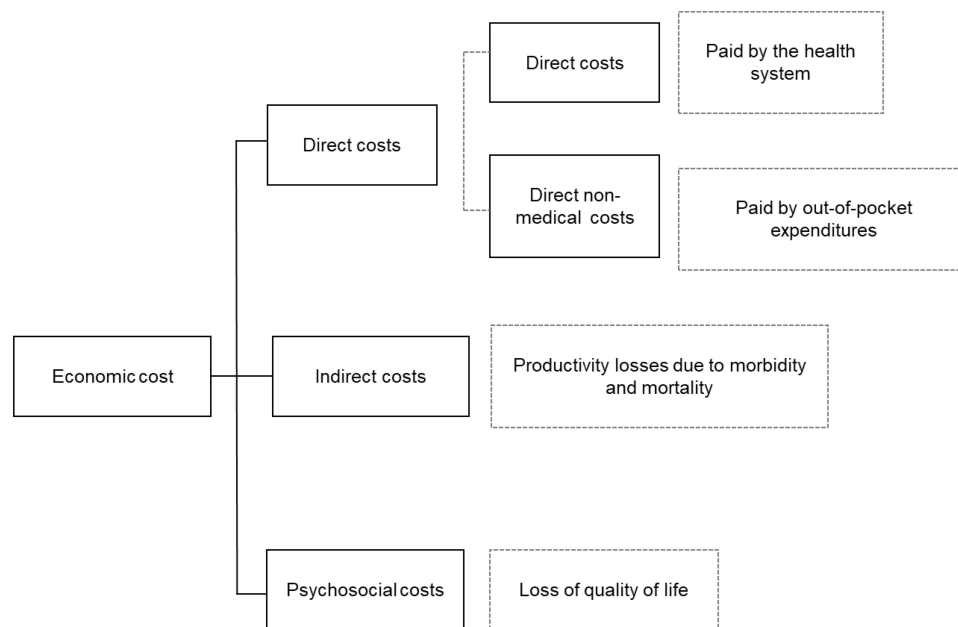 Direct costs
Paid by the health
system
Direct costs
Direct non-
medical costs
Paid by out-of-pocket
expenditures
Economic cost
Indirect costs
Productivity losses due to morbidity
and mortality
Psychosocial costs
Loss of quality of life